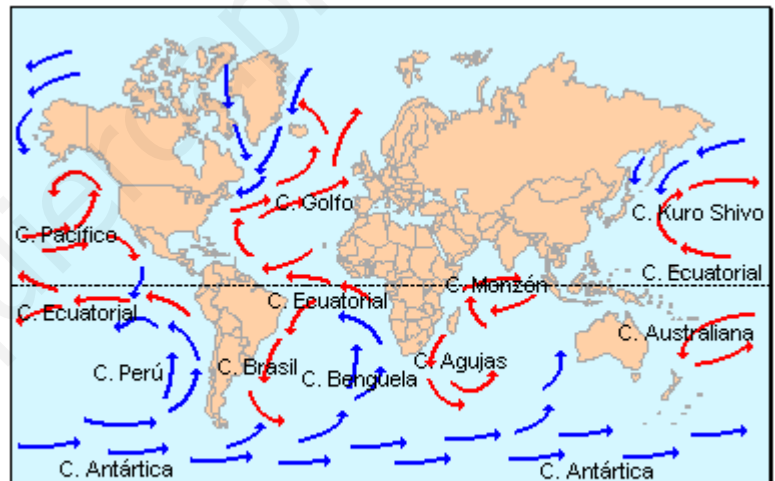 C. Golfo
C. Kuro Shivo
C. Pacífico
C. Ecuatorial
C. Monzón
C. Ecuatorial
C. Ecuatorial
C. Australiana
C. Perú
C. Brasil
C. Benguela
C. Agujas
C. Antártica
C. Antártica